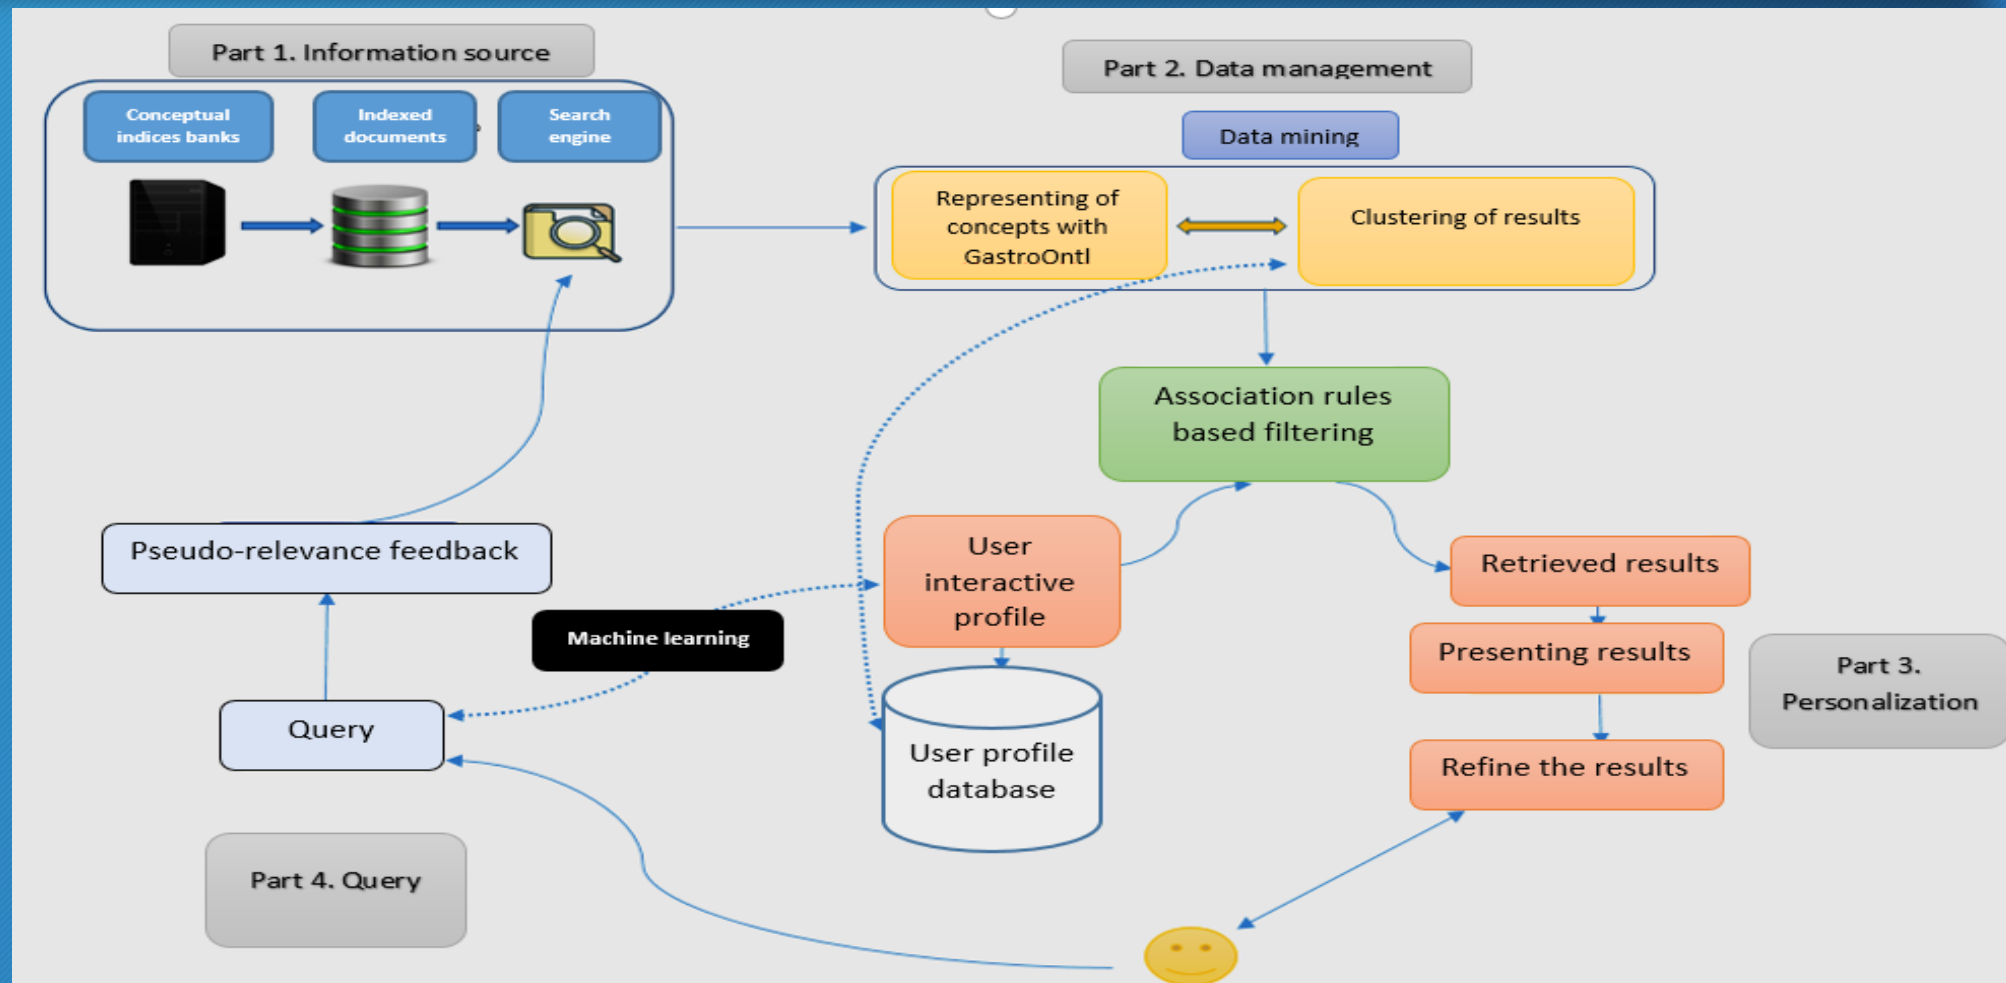 Part 1. Information source
Conceptual
indices banks
Indexed
documents
Search
engine
Part 2. Data management
Data mining
Representing of
concepts with
GastroOntl
Clustering of results
Association rules
based filtering
Pseudo-relevance feedback
Machine learning
Query
User
interactive
profile
User profile
database
Retrieved results
Presenting results
Refine the results
Part 3.
Personalization
Part 4. Query